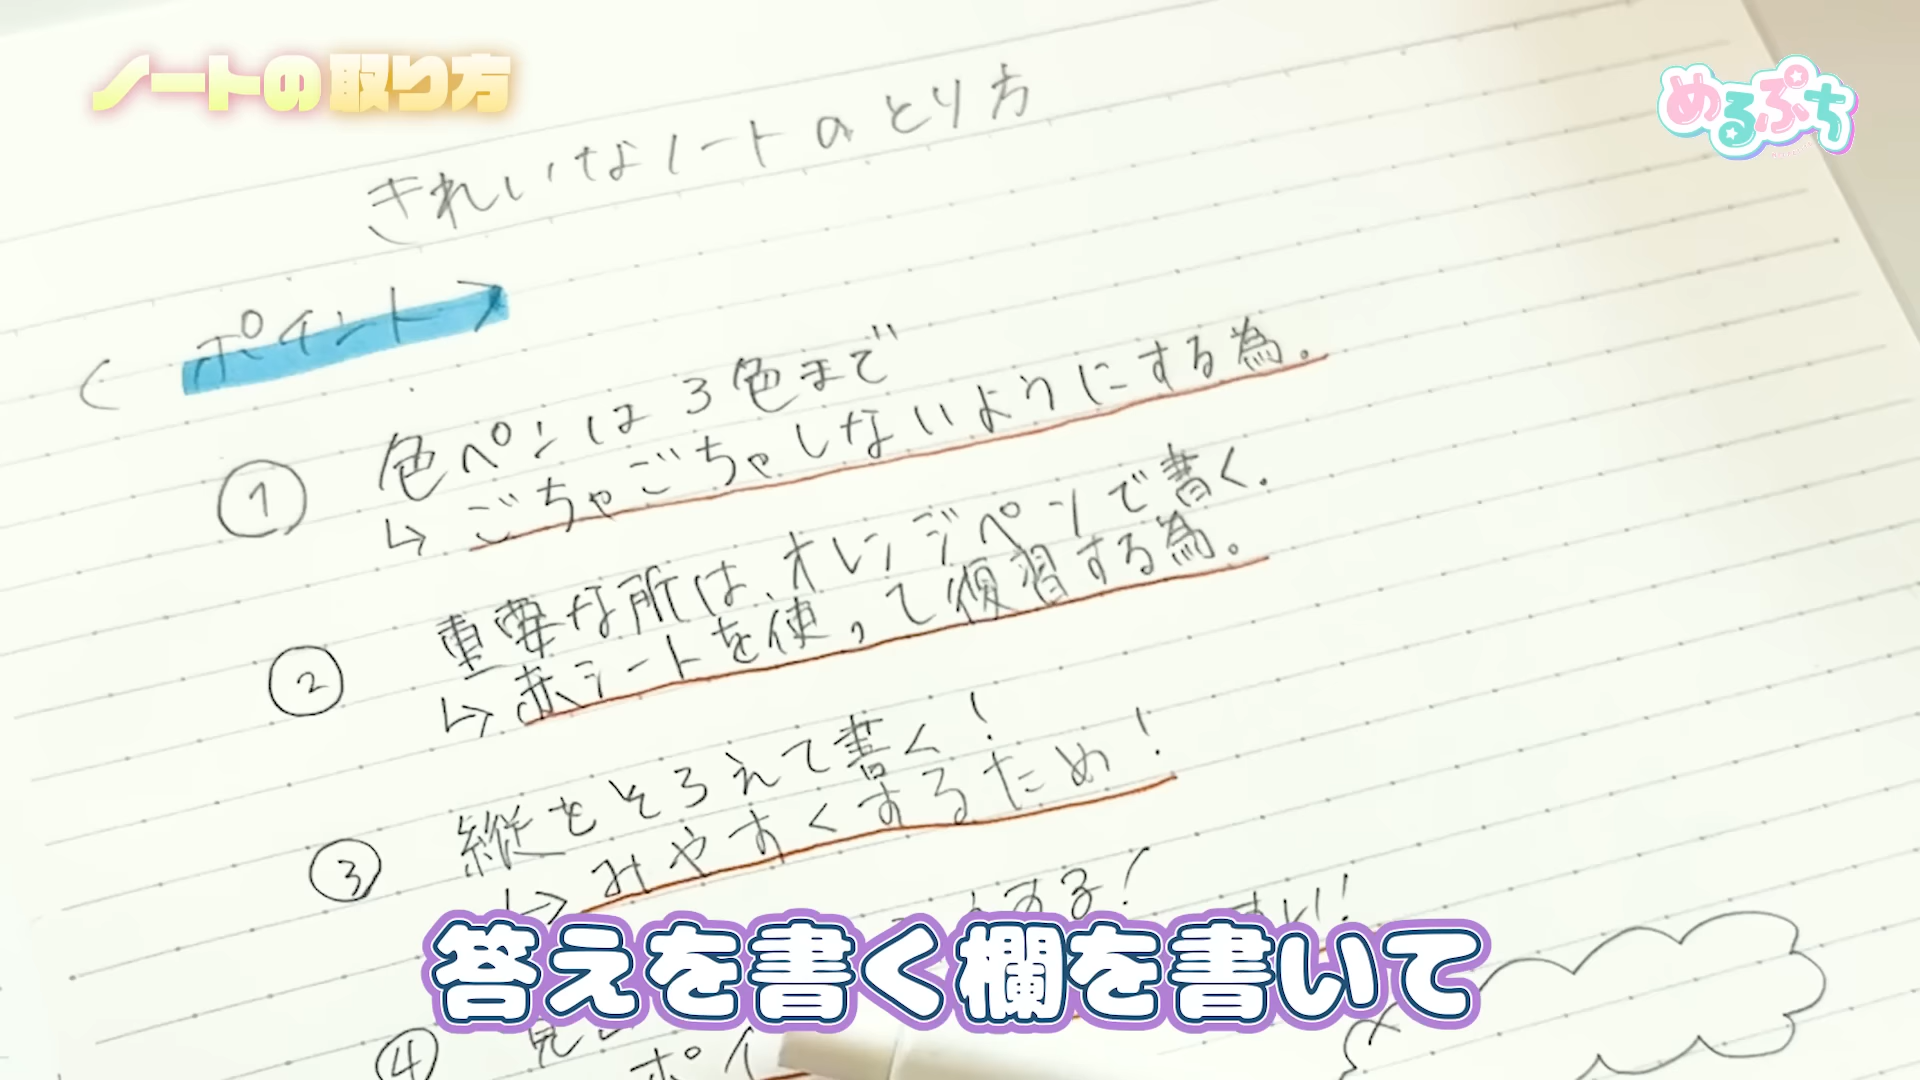 ノートの取り方
めるぷち
きれいなノートのとり方
〈ポイント〉
① 色ペンは3色まで
↳ ごちゃごちゃしないようにする為。
② 重要な所は、オレンジペンで書く.
↳ 赤シートを使って復習する為。
③ 縦をそろえて書く!
↳ みやすくするため!
④
ポイ
答えを書く欄を書いて